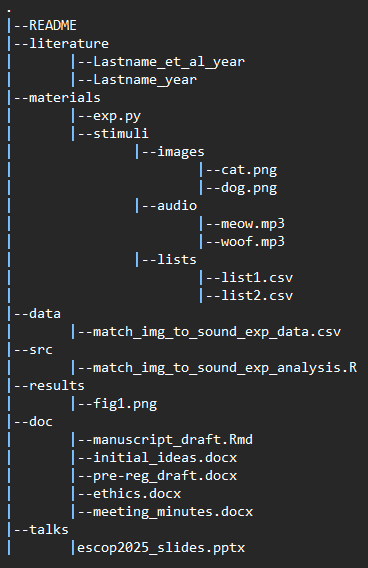 .
|--README
|--literature
|       |--Lastname_et_al_year
|       |--Lastname_year
|--materials
|       |--exp.py
|       |--stimuli
|               |--images
|                       |--cat.png
|                       |--dog.png
|               |--audio
|                       |--meow.mp3
|                       |--woof.mp3
|               |--lists
|                       |--list1.csv
|                       |--list2.csv
|--data
|       |--match_img_to_sound_exp_data.csv
|--src
|       |--match_img_to_sound_exp_analysis.R
|--results
|       |--fig1.png
|--doc
|       |--manuscript_draft.Rmd
|       |--initial_ideas.docx
|       |--pre-reg_draft.docx
|       |--ethics.docx
|       |--meeting_minutes.docx
|--talks
|       |escop2025_slides.pptx